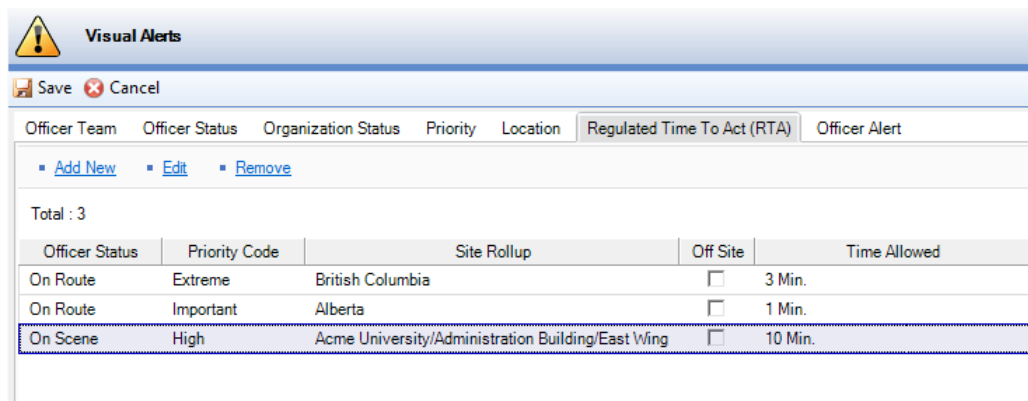 Visual Alerts
Save Cancel
Officer Team Officer Status Organization Status Priority Location Regulated Time To Act (RTA) Officer Alert
Add New Edit Remove
Total : 3
Officer Status Priority Code Site Rollup Off Site Time Allowed
On Route Extreme British Columbia 3 Min.
On Route Important Alberta 1 Min.
On Scene High Acme University/Administration Building/East Wing 10 Min.